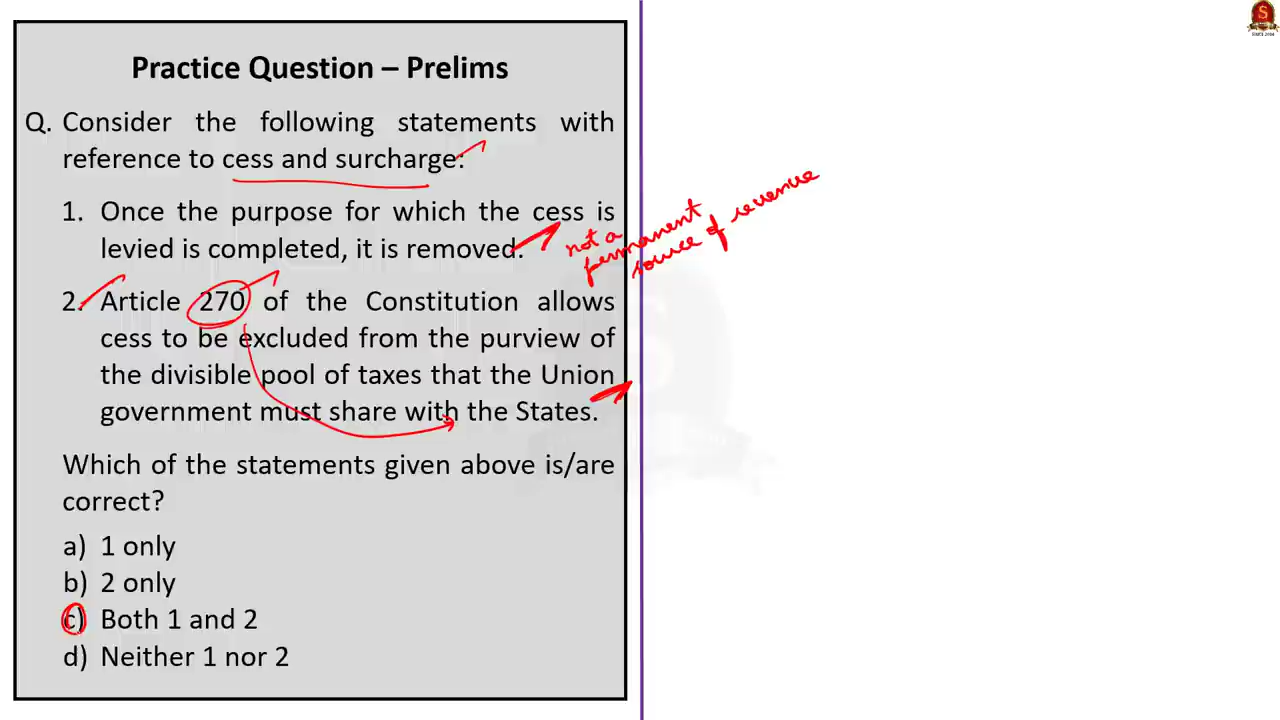 Practice Question – Prelims
Q. Consider the following statements with
reference to cess and surcharge:
1. Once the purpose for which the cess is
levied is completed, it is removed.
not a
permanent
source of revenue
2. Article 270 of the Constitution allows
cess to be excluded from the purview of
the divisible pool of taxes that the Union
government must share with the States.
Which of the statements given above is/are
correct?
a) 1 only
b) 2 only
c) Both 1 and 2
d) Neither 1 nor 2
S